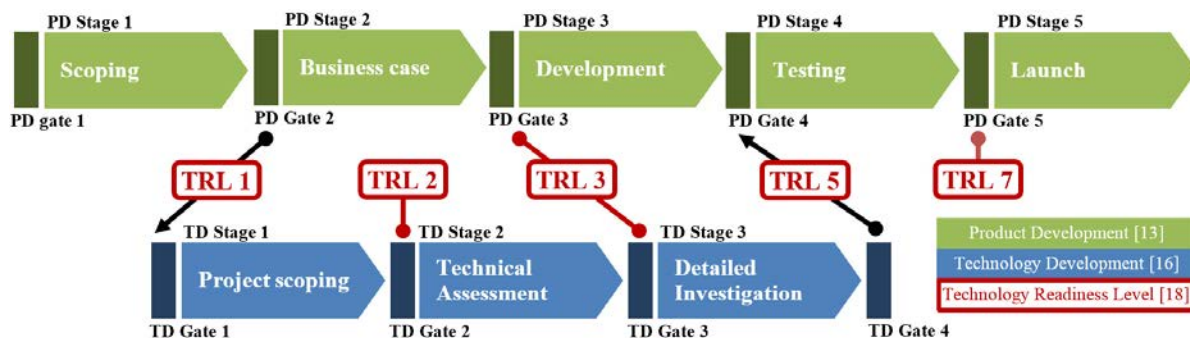 PD Stage 1
PD Stage 2
PD Stage 3
PD Stage 4
PD Stage 5
Scoping
Business case
Development
Testing
Launch
PD gate 1
PD Gate 2
PD Gate 3
PD Gate 4
PD Gate 5
TRL 1
TRL 2
TRL 3
TRL 5
TRL 7
TD Stage 1
TD Stage 2
TD Stage 3
Project scoping
Technical
Assessment
Detailed
Investigation
TD Gate 1
TD Gate 2
TD Gate 3
TD Gate 4
Product Development [13]
Technology Development [16]
Technology Readiness Level [18]